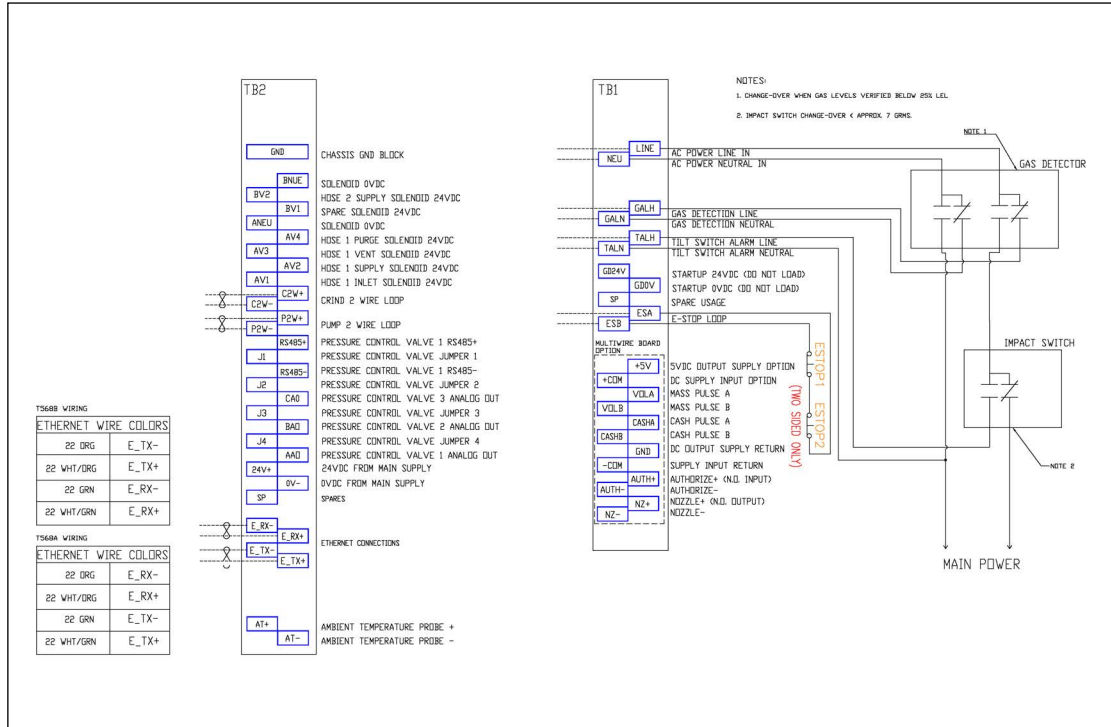 TB2
GND CHASSIS GND BLOCK
BNUE SOLENOID 0VDC
BV2 HOSE 2 SUPPLY SOLENOID 24VDC
BV1 SPARE SOLENOID 24VDC
ANEU SOLENOID 0VDC
AV4 HOSE 1 PURGE SOLENOID 24VDC
AV3 HOSE 1 VENT SOLENOID 24VDC
AV2 HOSE 1 SUPPLY SOLENOID 24VDC
AV1 HOSE 1 INLET SOLENOID 24VDC
C2W+
C2W- CRIND 2 WIRE LOOP
P2W+
P2W- PUMP 2 WIRE LOOP
RS485+ PRESSURE CONTROL VALVE 1 RS485+
J1 PRESSURE CONTROL VALVE JUMPER 1
RS485- PRESSURE CONTROL VALVE 1 RS485-
J2 PRESSURE CONTROL VALVE JUMPER 2
CAO PRESSURE CONTROL VALVE 3 ANALOG OUT
J3 PRESSURE CONTROL VALVE JUMPER 3
BAO PRESSURE CONTROL VALVE 2 ANALOG OUT
J4 PRESSURE CONTROL VALVE JUMPER 4
AAO PRESSURE CONTROL VALVE 1 ANALOG OUT
24V+ 24VDC FROM MAIN SUPPLY
0V- 0VDC FROM MAIN SUPPLY
SP SPARES
E_RX-
E_RX+ ETHERNET CONNECTIONS
E_TX-
E_TX+
AT+ AMBIENT TEMPERATURE PROBE +
AT- AMBIENT TEMPERATURE PROBE -
T568B WIRING
ETHERNET WIRE COLORS
22 ORG E_TX-
22 WHT/ORG E_TX+
22 GRN E_RX-
22 WHT/GRN E_RX+
T568A WIRING
ETHERNET WIRE COLORS
22 ORG E_RX-
22 WHT/ORG E_RX+
22 GRN E_TX-
22 WHT/GRN E_TX+
TB1
LINE AC POWER LINE IN
NEU AC POWER NEUTRAL IN
GALH GAS DETECTION LINE
GALN GAS DETECTION NEUTRAL
TALH TILT SWITCH ALARM LINE
TALN TILT SWITCH ALARM NEUTRAL
GD24V STARTUP 24VDC (DO NOT LOAD)
GD0V STARTUP 0VDC (DO NOT LOAD)
SP SPARE USAGE
ESA
ESB E-STOP LOOP
MULTIWIRE BOARD
OPTION
+5V 5VDC OUTPUT SUPPLY OPTION
+COM DC SUPPLY INPUT OPTION
VOLA MASS PULSE A
VOLB MASS PULSE B
CASHA CASH PULSE A
CASHB CASH PULSE B
GND DC OUTPUT SUPPLY RETURN
-COM SUPPLY INPUT RETURN
AUTH+ AUTHORIZE+ (N.O. INPUT)
AUTH- AUTHORIZE-
NZ+ NOZZLE+ (N.O. OUTPUT)
NZ- NOZZLE-
ESTOP1 ESTOP2
(TWO SIDED ONLY)
NOTES:
1. CHANGE-OVER WHEN GAS LEVELS VERIFIED BELOW 25% LEL
2. IMPACT SWITCH CHANGE-OVER < APPROX. 7 GRMS.
NOTE 1
GAS DETECTOR
IMPACT SWITCH
NOTE 2
MAIN POWER